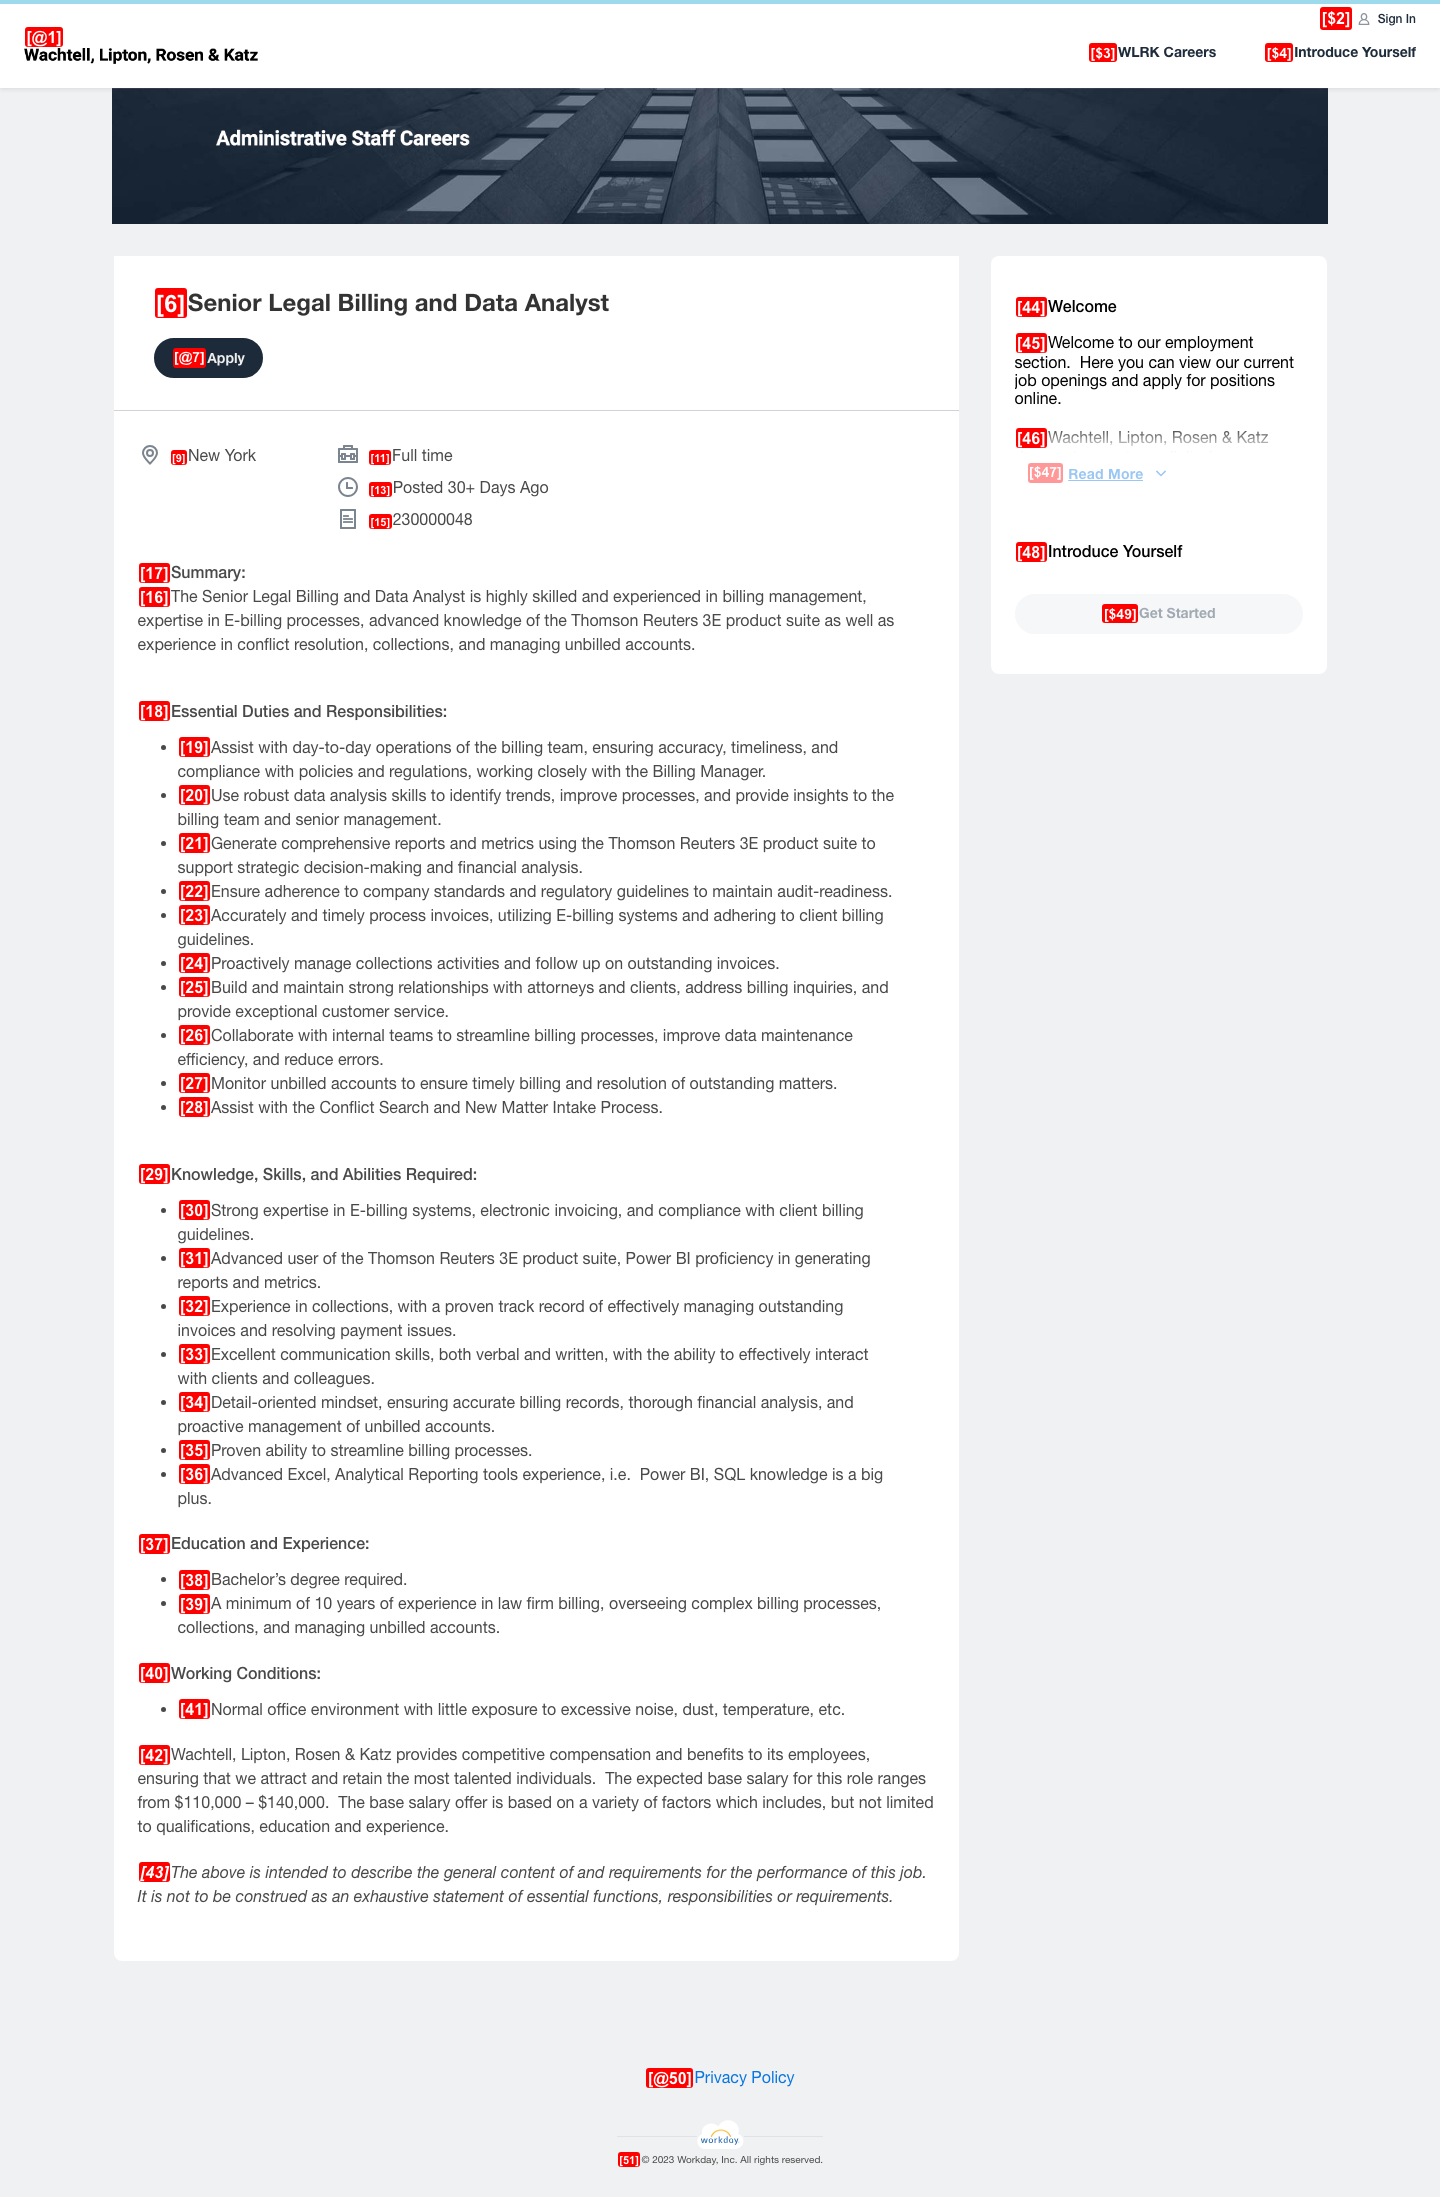 [$2] Sign In
[@1]
Wachtell, Lipton, Rosen & Katz
[$3]WLRK Careers
[$4]Introduce Yourself
Administrative Staff Careers
[6]Senior Legal Billing and Data Analyst
[@7] Apply
[9]New York
[11]Full time
[13]Posted 30+ Days Ago
[15]230000048
[17]Summary:
[16]The Senior Legal Billing and Data Analyst is highly skilled and experienced in billing management,
expertise in E-billing processes, advanced knowledge of the Thomson Reuters 3E product suite as well as
experience in conflict resolution, collections, and managing unbilled accounts.
[18]Essential Duties and Responsibilities:
• [19]Assist with day-to-day operations of the billing team, ensuring accuracy, timeliness, and
compliance with policies and regulations, working closely with the Billing Manager.
• [20]Use robust data analysis skills to identify trends, improve processes, and provide insights to the
billing team and senior management.
• [21]Generate comprehensive reports and metrics using the Thomson Reuters 3E product suite to
support strategic decision-making and financial analysis.
• [22]Ensure adherence to company standards and regulatory guidelines to maintain audit-readiness.
• [23]Accurately and timely process invoices, utilizing E-billing systems and adhering to client billing
guidelines.
• [24]Proactively manage collections activities and follow up on outstanding invoices.
• [25]Build and maintain strong relationships with attorneys and clients, address billing inquiries, and
provide exceptional customer service.
• [26]Collaborate with internal teams to streamline billing processes, improve data maintenance
efficiency, and reduce errors.
• [27]Monitor unbilled accounts to ensure timely billing and resolution of outstanding matters.
• [28]Assist with the Conflict Search and New Matter Intake Process.
[29]Knowledge, Skills, and Abilities Required:
• [30]Strong expertise in E-billing systems, electronic invoicing, and compliance with client billing
guidelines.
• [31]Advanced user of the Thomson Reuters 3E product suite, Power BI proficiency in generating
reports and metrics.
• [32]Experience in collections, with a proven track record of effectively managing outstanding
invoices and resolving payment issues.
• [33]Excellent communication skills, both verbal and written, with the ability to effectively interact
with clients and colleagues.
• [34]Detail-oriented mindset, ensuring accurate billing records, thorough financial analysis, and
proactive management of unbilled accounts.
• [35]Proven ability to streamline billing processes.
• [36]Advanced Excel, Analytical Reporting tools experience, i.e.  Power BI, SQL knowledge is a big
plus.
[37]Education and Experience:
• [38]Bachelor’s degree required.
• [39]A minimum of 10 years of experience in law firm billing, overseeing complex billing processes,
collections, and managing unbilled accounts.
[40]Working Conditions:
• [41]Normal office environment with little exposure to excessive noise, dust, temperature, etc.
[42]Wachtell, Lipton, Rosen & Katz provides competitive compensation and benefits to its employees,
ensuring that we attract and retain the most talented individuals.  The expected base salary for this role ranges
from $110,000 – $140,000.  The base salary offer is based on a variety of factors which includes, but not limited
to qualifications, education and experience.
[43]The above is intended to describe the general content of and requirements for the performance of this job.
It is not to be construed as an exhaustive statement of essential functions, responsibilities or requirements.
[44]Welcome
[45]Welcome to our employment
section.  Here you can view our current
job openings and apply for positions
online.
[46]Wachtell, Lipton, Rosen & Katz
[$47] Read More
[48]Introduce Yourself
[$49]Get Started
[@50]Privacy Policy
workday
[51] © 2023 Workday, Inc. All rights reserved.